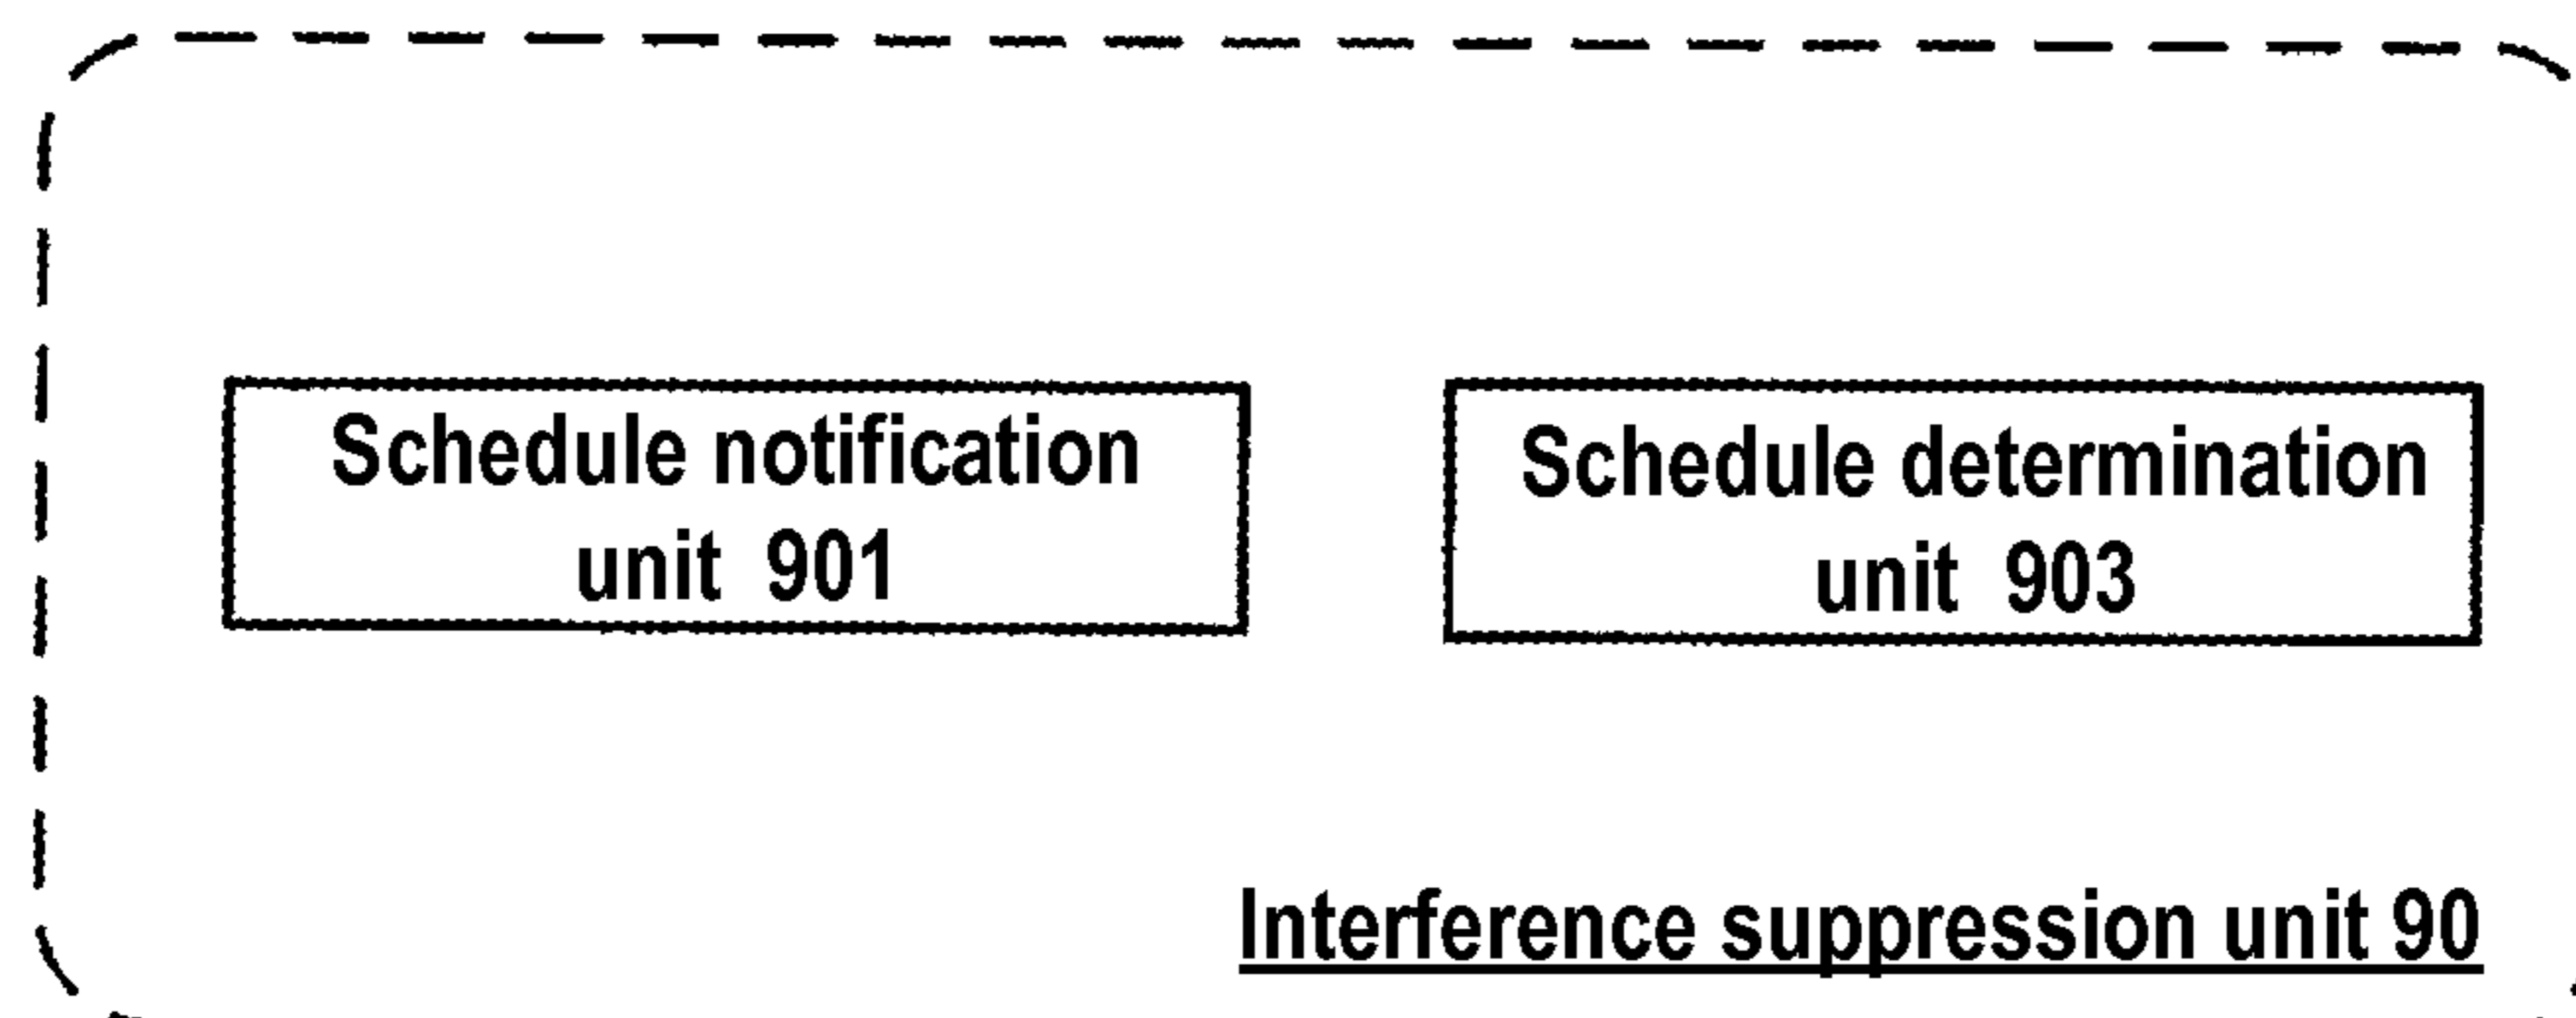 Schedule notification
unit 901
Schedule determination
unit 903
Interference suppression unit 90